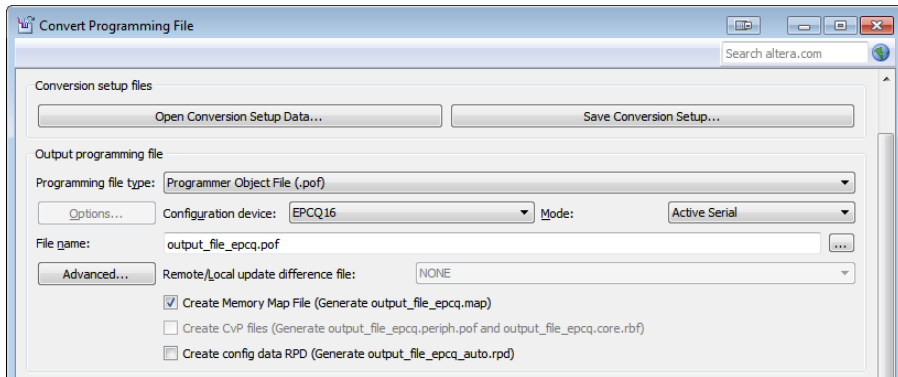 Convert Programming File
Search altera.com
Conversion setup files
Open Conversion Setup Data...
Save Conversion Setup...
Output programming file
Programming file type: Programmer Object File (.pof)
Options... Configuration device: EPCQ16 Mode: Active Serial
File name: output_file_epcq.pof ...
Advanced... Remote/Local update difference file: NONE
Create Memory Map File (Generate output_file_epcq.map)
Create CvP files (Generate output_file_epcq.periph.pof and output_file_epcq.core.rbf)
Create config data RPD (Generate output_file_epcq_auto.rpd)